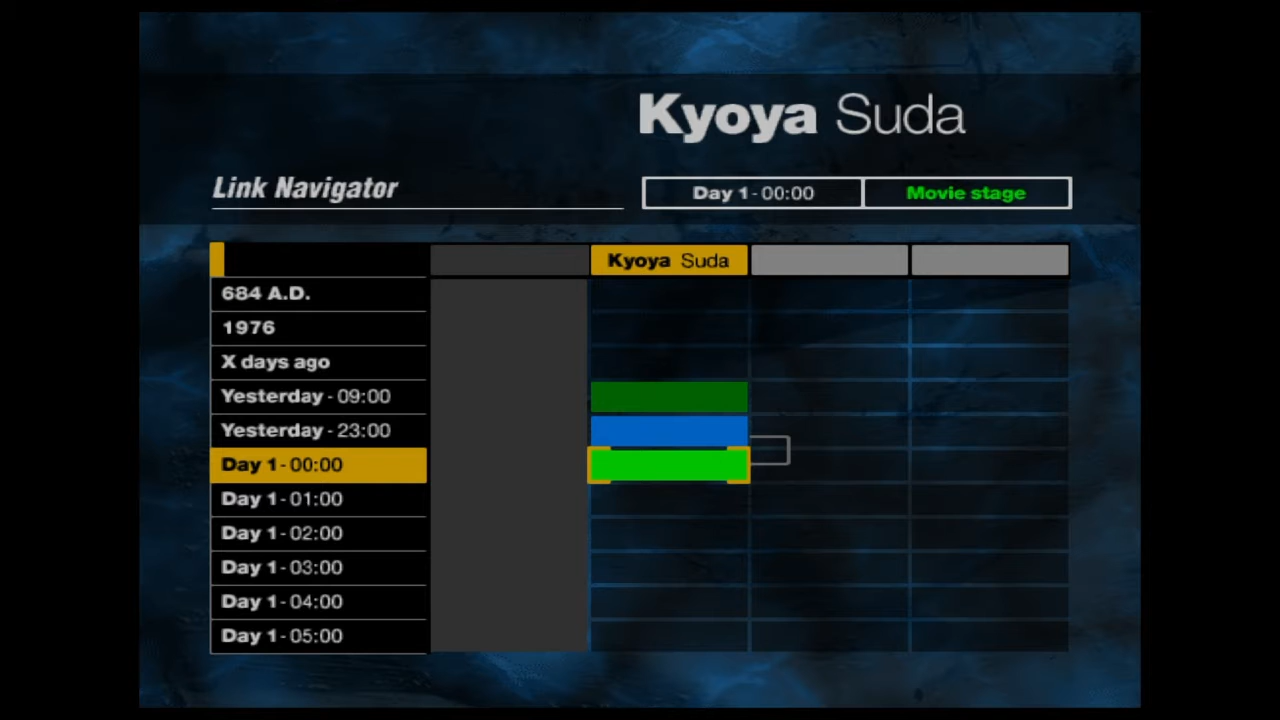 Kyoya Suda
Link Navigator
Day 1 - 00:00
Movie stage
Kyoya Suda
684 A.D.
1976
X days ago
Yesterday - 09:00
Yesterday - 23:00
Day 1 - 00:00
Day 1 - 01:00
Day 1 - 02:00
Day 1 - 03:00
Day 1 - 04:00
Day 1 - 05:00